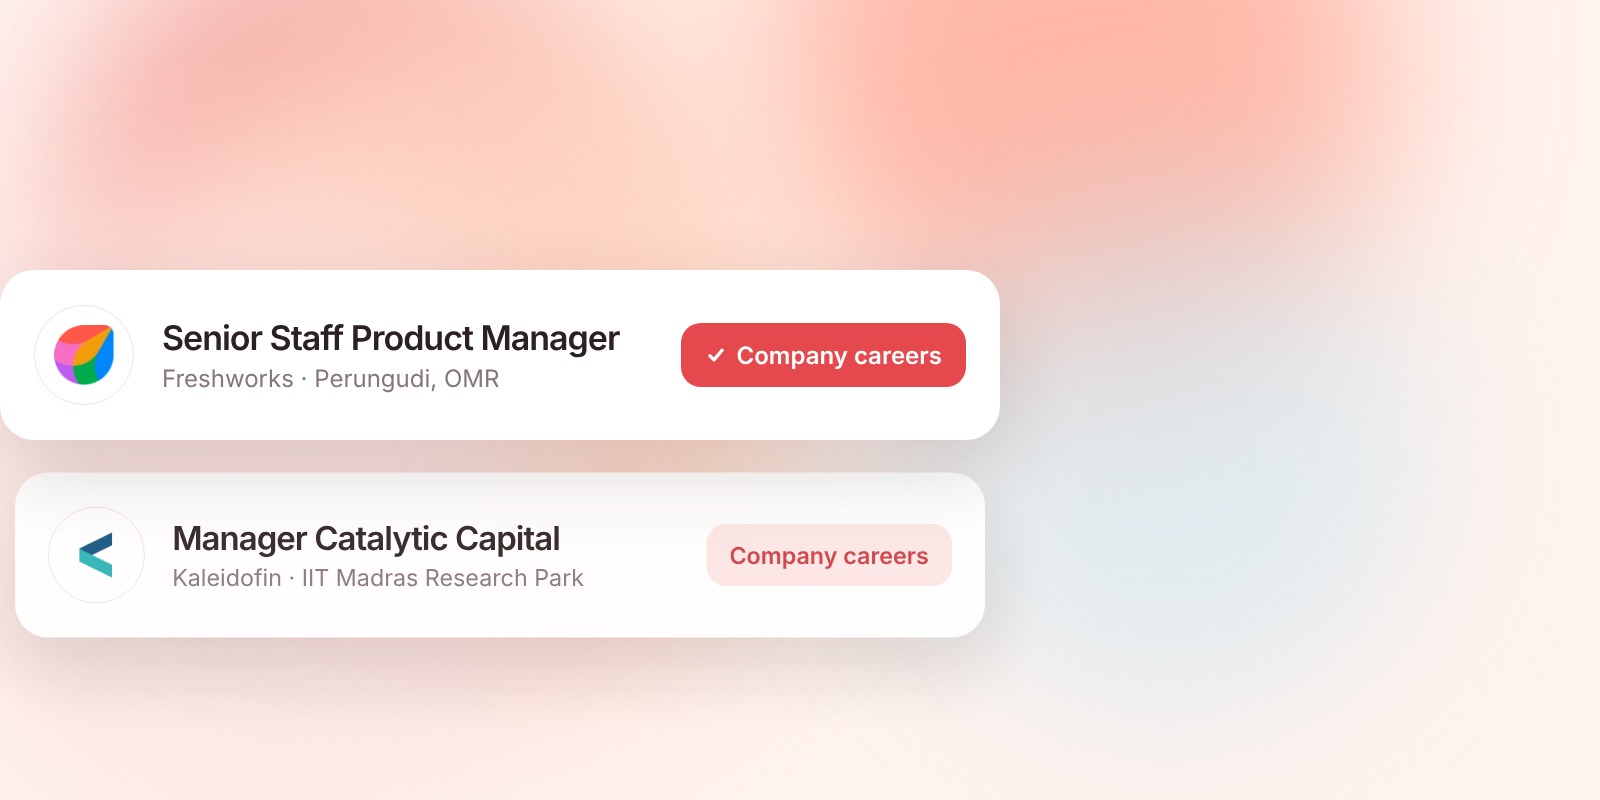 Senior Staff Product Manager
Freshworks · Perungudi, OMR
Company careers
Manager Catalytic Capital
Kaleidofin · IIT Madras Research Park
Company careers